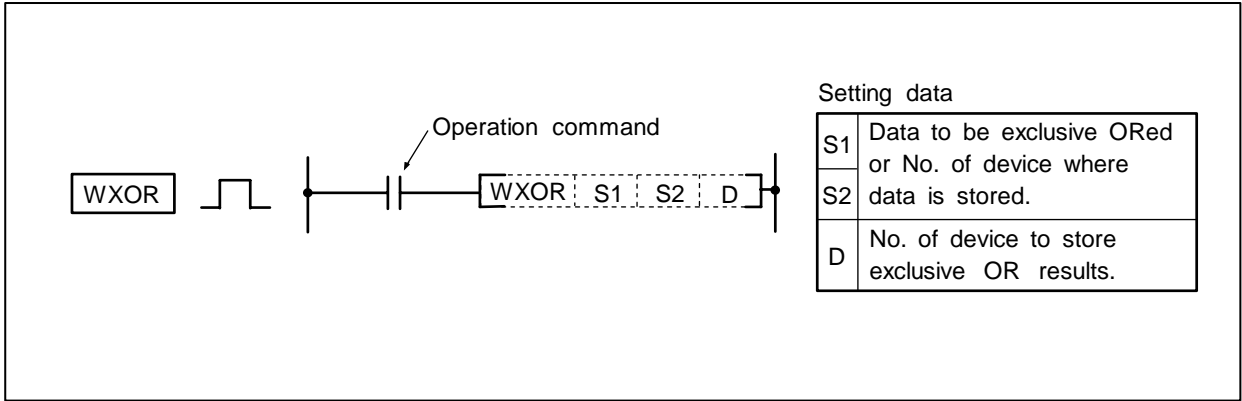 Setting data
Operation command
WXOR
WXOR S1 S2 D
S1
S2
Data to be exclusive ORed
or No. of device where
data is stored.
D
No. of device to store
exclusive OR results.